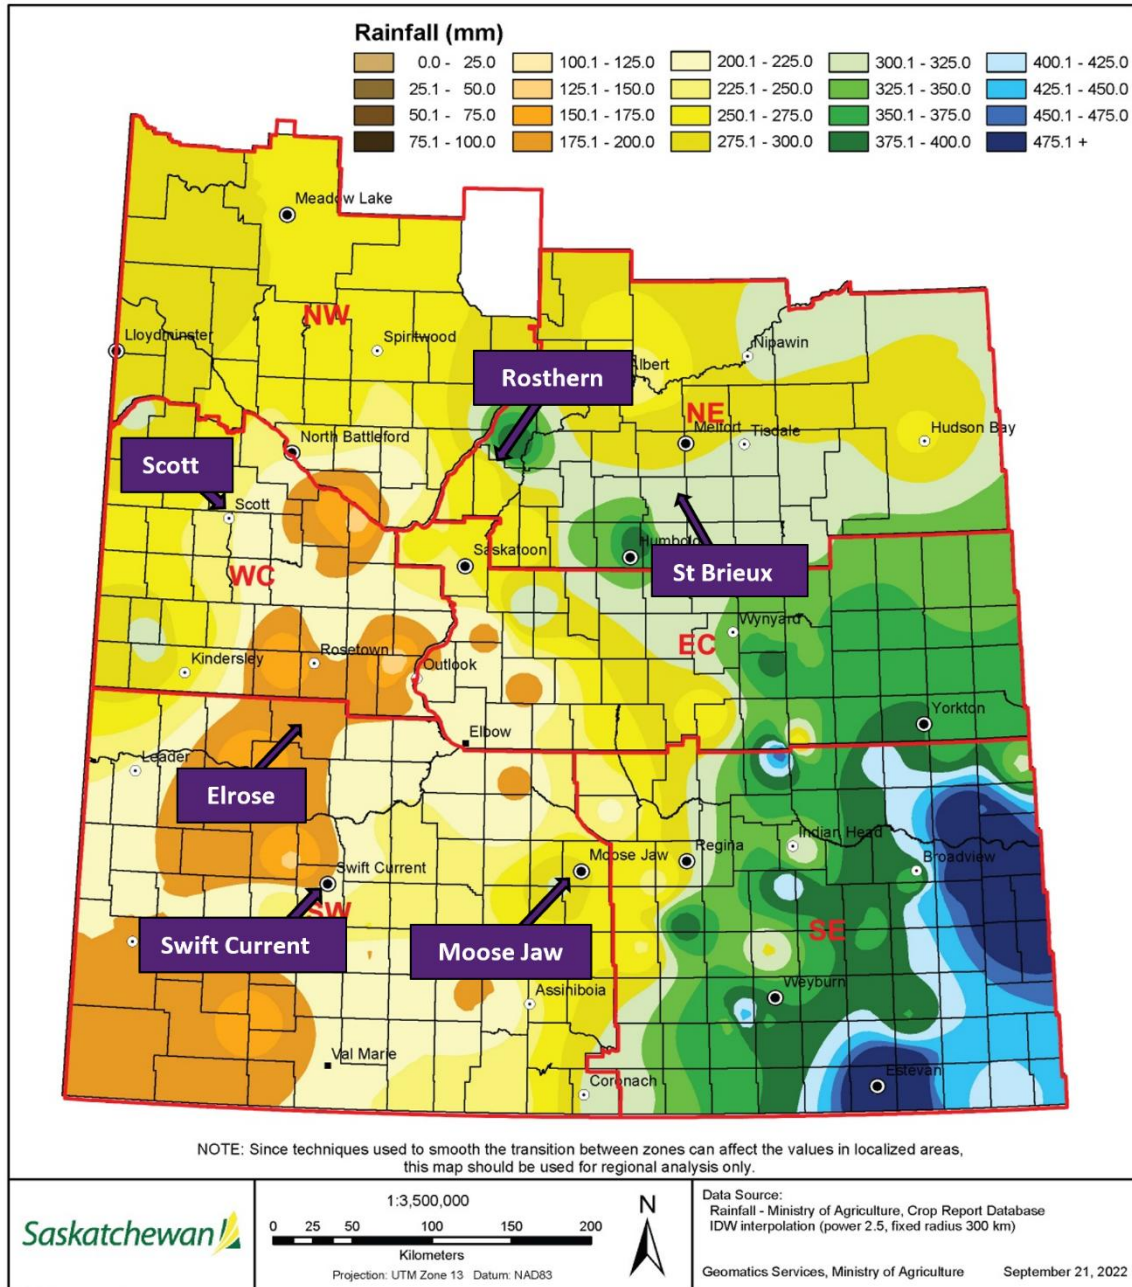 Rainfall (mm)
0.0 - 25.0
25.1 - 50.0
50.1 - 75.0
75.1 - 100.0
100.1 - 125.0
125.1 - 150.0
150.1 - 175.0
175.1 - 200.0
200.1 - 225.0
225.1 - 250.0
250.1 - 275.0
275.1 - 300.0
300.1 - 325.0
325.1 - 350.0
350.1 - 375.0
375.1 - 400.0
400.1 - 425.0
425.1 - 450.0
450.1 - 475.0
475.1 +
Meadow Lake
NW
Lloydminster
Spiritwood
Nipawin
Albert
Rosthern
NE
Melfort
Tisdale
Hudson Bay
North Battleford
Scott
Scott
Saskatoon
Humbol
St Brieux
WC
EC
Wynyard
Kindersley
Rosetown
Outlook
Yorkton
Elbow
Leader
Elrose
Indian Head
Regina
Moose Jaw
Broadview
Swift Current
SW
Swift Current
Moose Jaw
SE
Weyburn
Assiniboia
Val Marie
Coronach
Estevan
NOTE: Since techniques used to smooth the transition between zones can affect the values in localized areas,
this map should be used for regional analysis only.
Saskatchewan
1:3,500,000
0 25 50 100 150 200
Kilometers
Projection: UTM Zone 13 Datum: NAD83
N
Data Source:
Rainfall - Ministry of Agriculture, Crop Report Database
IDW interpolation (power 2.5, fixed radius 300 km)
Geomatics Services, Ministry of Agriculture September 21, 2022